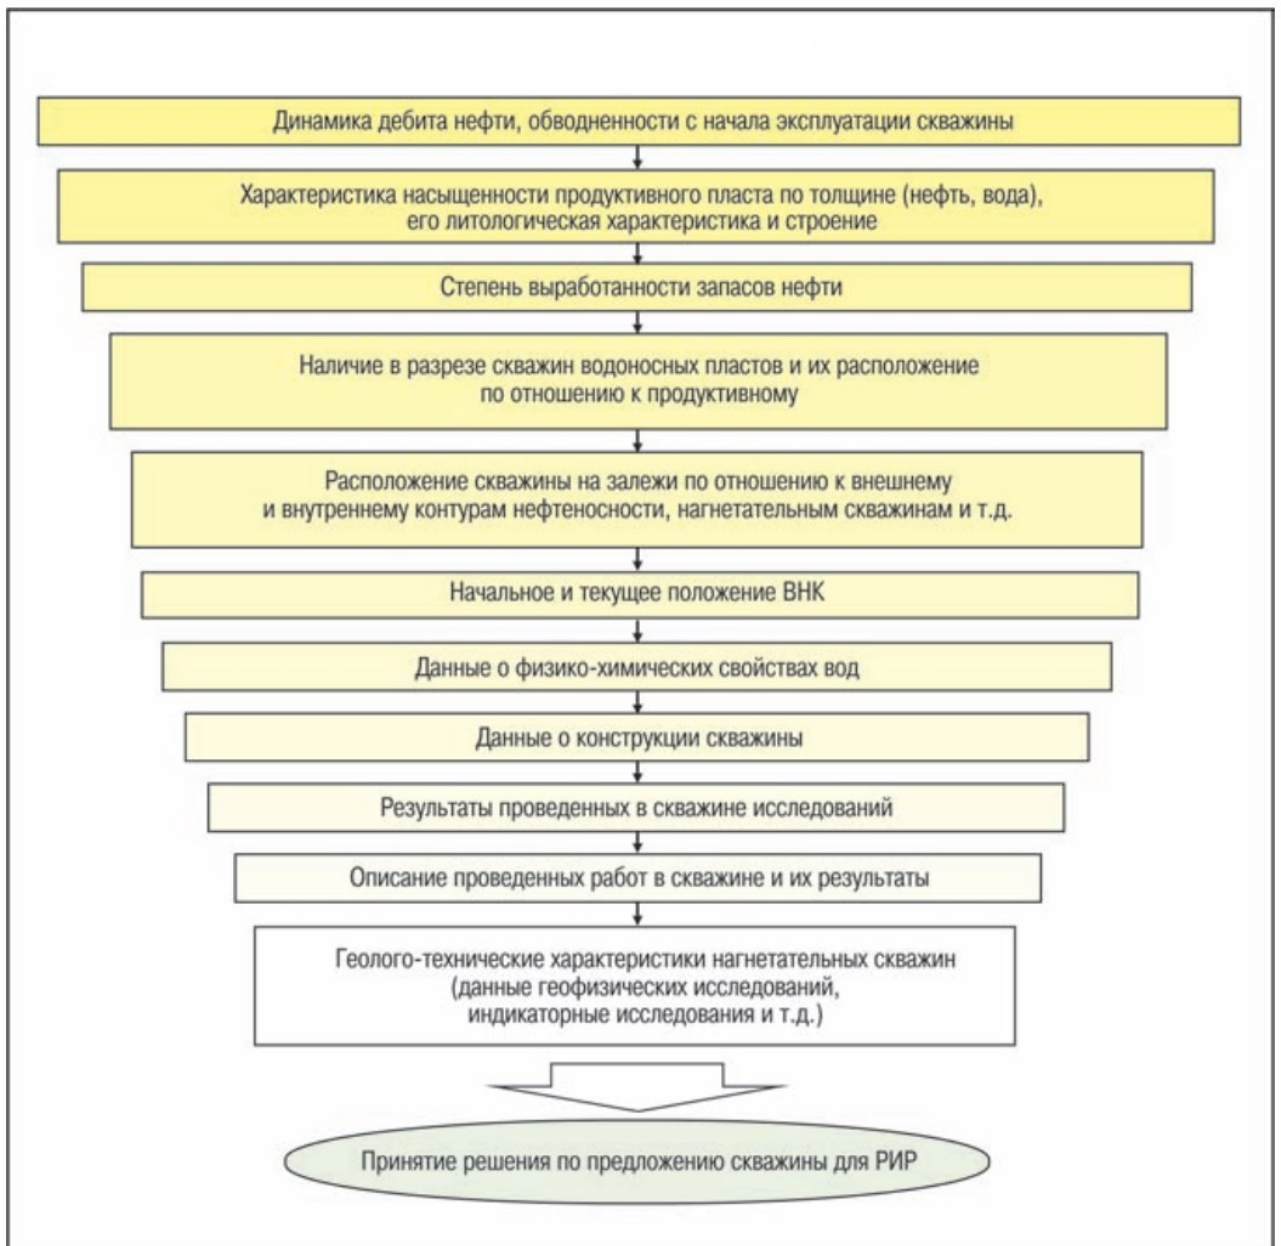 Динамика дебита нефти, обводненности с начала эксплуатации скважины
Характеристика насыщенности продуктивного пласта по толщине (нефть, вода),
его литологическая характеристика и строение
Степень выработанности запасов нефти
Наличие в разрезе скважин водоносных пластов и их расположение
по отношению к продуктивному
Расположение скважины на залежи по отношению к внешнему
и внутреннему контурам нефтеносности, нагнетательным скважинам и т.д.
Начальное и текущее положение ВНК
Данные о физико-химических свойствах вод
Данные о конструкции скважины
Результаты проведенных в скважине исследований
Описание проведенных работ в скважине и их результаты
Геолого-технические характеристики нагнетательных скважин
(данные геофизических исследований,
индикаторные исследования и т.д.)
Принятие решения по предложению скважины для РИР